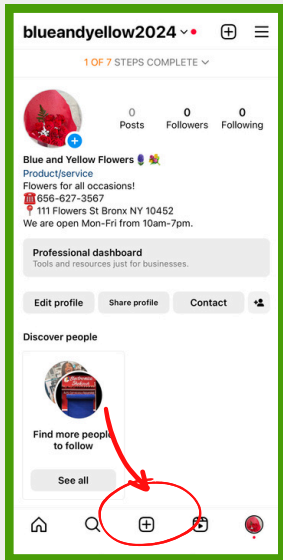 blueandyellow2024
1 OF 7 STEPS COMPLETE
0 0 0
Posts Followers Following
Blue and Yellow Flowers
Product/service
Flowers for all occasions!
656-627-3567
111 Flowers St Bronx NY 10452
We are open Mon-Fri from 10am-7pm.
Professional dashboard
Tools and resources just for businesses.
Edit profile Share profile Contact
Discover people
Find more people
to follow
See all